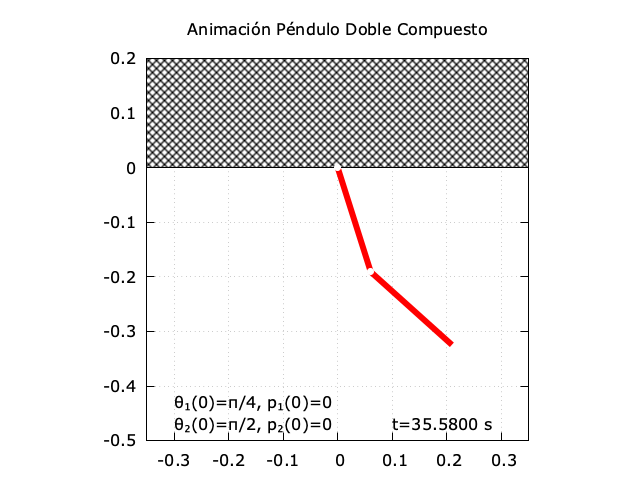 Animación Péndulo Doble Compuesto
0.2
0.1
0
-0.1
-0.2
-0.3
-0.4
-0.5
θ₁(0)=π/4, p₁(0)=0
θ₂(0)=π/2, p₂(0)=0 t=35.5800 s
-0.3 -0.2 -0.1 0 0.1 0.2 0.3